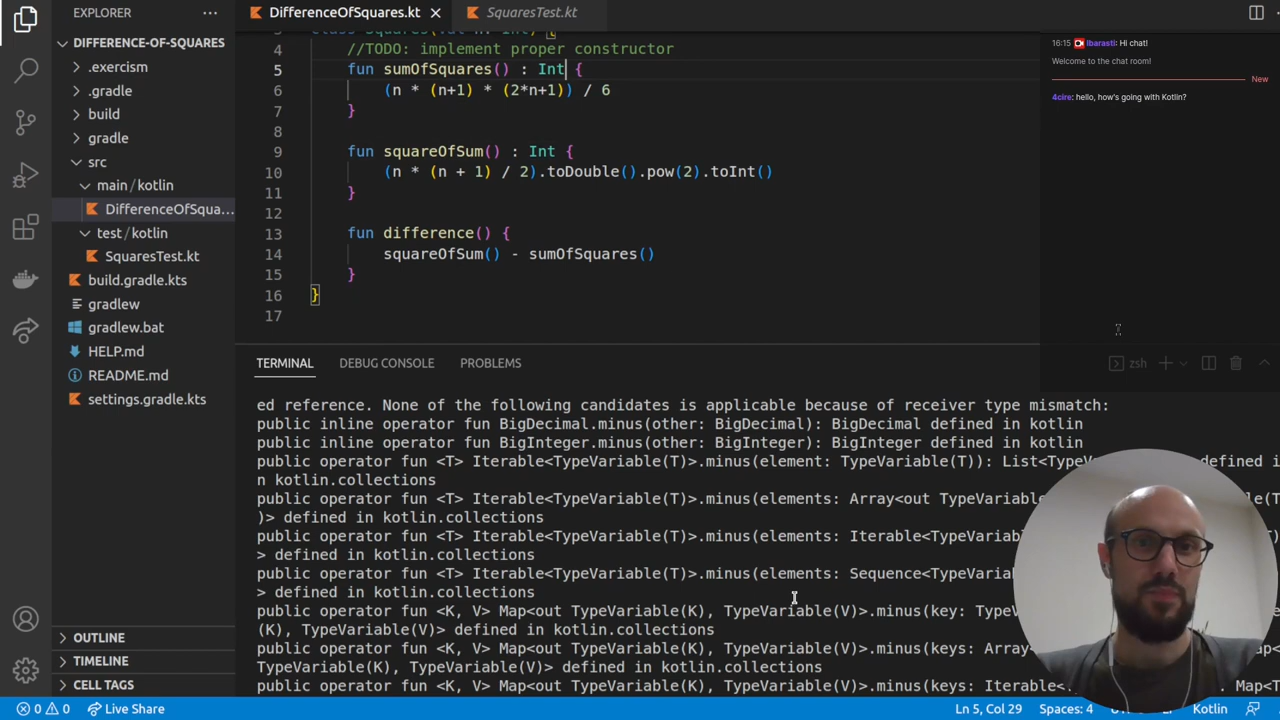 EXPLORER
DIFFERENCE-OF-SQUARES
.exercism
.gradle
build
gradle
src
main/kotlin
DifferenceOfSqua...
test/kotlin
SquaresTest.kt
build.gradle.kts
gradlew
gradlew.bat
HELP.md
README.md
settings.gradle.kts
OUTLINE
TIMELINE
CELL TAGS
DifferenceOfSquares.kt
SquaresTest.kt
4 //TODO: implement proper constructor
5 fun sumOfSquares() : Int {
6 (n * (n+1) * (2*n+1)) / 6
7 }
8
9 fun squareOfSum() : Int {
10 (n * (n + 1) / 2).toDouble().pow(2).toInt()
11 }
12
13 fun difference() {
14 squareOfSum() - sumOfSquares()
15 }
16 }
17
16:15 lbarasti: Hi chat!
Welcome to the chat room!
New
4cire: hello, how's going with Kotlin?
TERMINAL DEBUG CONSOLE PROBLEMS
zsh
ed reference. None of the following candidates is applicable because of receiver type mismatch:
public inline operator fun BigDecimal.minus(other: BigDecimal): BigDecimal defined in kotlin
public inline operator fun BigInteger.minus(other: BigInteger): BigInteger defined in kotlin
public operator fun <T> Iterable<TypeVariable(T)>.minus(element: TypeVariable(T)): List<TypeV defined i
n kotlin.collections
public operator fun <T> Iterable<TypeVariable(T)>.minus(elements: Array<out TypeVariable
)> defined in kotlin.collections
public operator fun <T> Iterable<TypeVariable(T)>.minus(elements: Iterable<TypeVariab
> defined in kotlin.collections
public operator fun <T> Iterable<TypeVariable(T)>.minus(elements: Sequence<TypeVaria
> defined in kotlin.collections
public operator fun <K, V> Map<out TypeVariable(K), TypeVariable(V)>.minus(key: Type
(K), TypeVariable(V)> defined in kotlin.collections
public operator fun <K, V> Map<out TypeVariable(K), TypeVariable(V)>.minus(keys: Array<
TypeVariable(K), TypeVariable(V)> defined in kotlin.collections
public operator fun <K, V> Map<out TypeVariable(K), TypeVariable(V)>.minus(keys: Iterable<T . Map<T
0 0 Live Share
Ln 5, Col 29 Spaces: 4 Kotlin